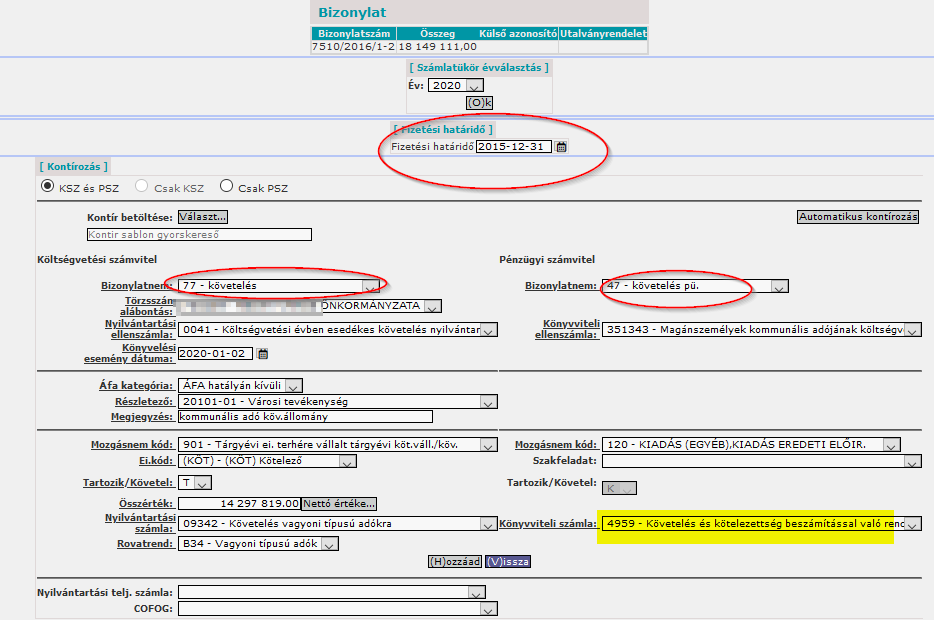 Bizonylat
Bizonylatszám Összeg Külső azonosító Utalványrendelet
7510/2016/1-2 18 149 111,00
[ Számlatükör évválasztás ]
Év: 2020
(O)k
[ Fizetési határidő ]
Fizetési határidő 2015-12-31
[ Kontírozás ]
KSZ és PSZ Csak KSZ Csak PSZ
Kontír betöltése: Választ... Automatikus kontírozás
Kontír sablon gyorskereső
Költségvetési számvitel Pénzügyi számvitel
Bizonylatnem: 77 - követelés Bizonylatnem: 47 - követelés pü.
Törzsszám
alábontás: ÖNKORMÁNYZATA
Nyilvántartási
ellenszámla: 0041 - Költségvetési évben esedékes követelés nyilvántar Könyvviteli
ellenszámla: 351343 - Magánszemélyek kommunális adójának költségv
Könyvelési
esemény dátuma: 2020-01-02
Áfa kategória: ÁFA hatályán kívüli
Részletező: 20101-01 - Városi tevékenység
Megjegyzés: kommunális adó köv.állomány
Mozgásnem kód: 901 - Tárgyévi ei. terhére vállalt tárgyévi köt.váll./köv. Mozgásnem kód: 120 - KIADÁS (EGYÉB),KIADÁS EREDETI ELŐIR.
Ei.kód: (KÖT) - (KÖT) Kötelező Szakfeladat:
Tartozik/Követel: T Tartozik/Követel: K
Összérték: 14 297 819.00 Nettó értéke...
Nyilvántartási
számla: 09342 - Követelés vagyoni típusú adókra Könyvviteli számla: 4959 - Követelés és kötelezettség beszámítással való rend
Rovatrend: B34 - Vagyoni típusú adók
(H)ozzáad (V)issza
Nyilvántartási telj. számla:
COFOG: